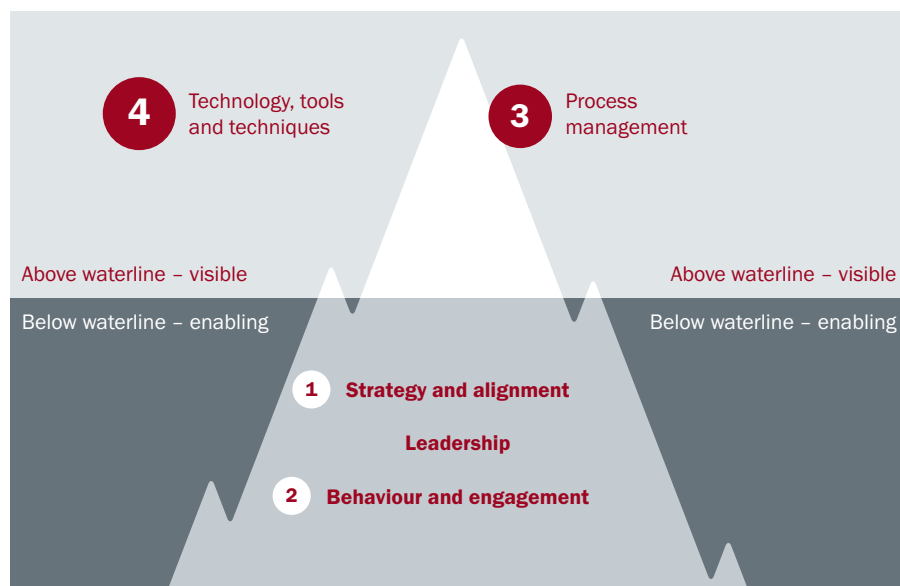 4
Technology, tools
and techniques
3
Process
management
Above waterline – visible
Above waterline – visible
Below waterline – enabling
Below waterline – enabling
1 Strategy and alignment
Leadership
2 Behaviour and engagement